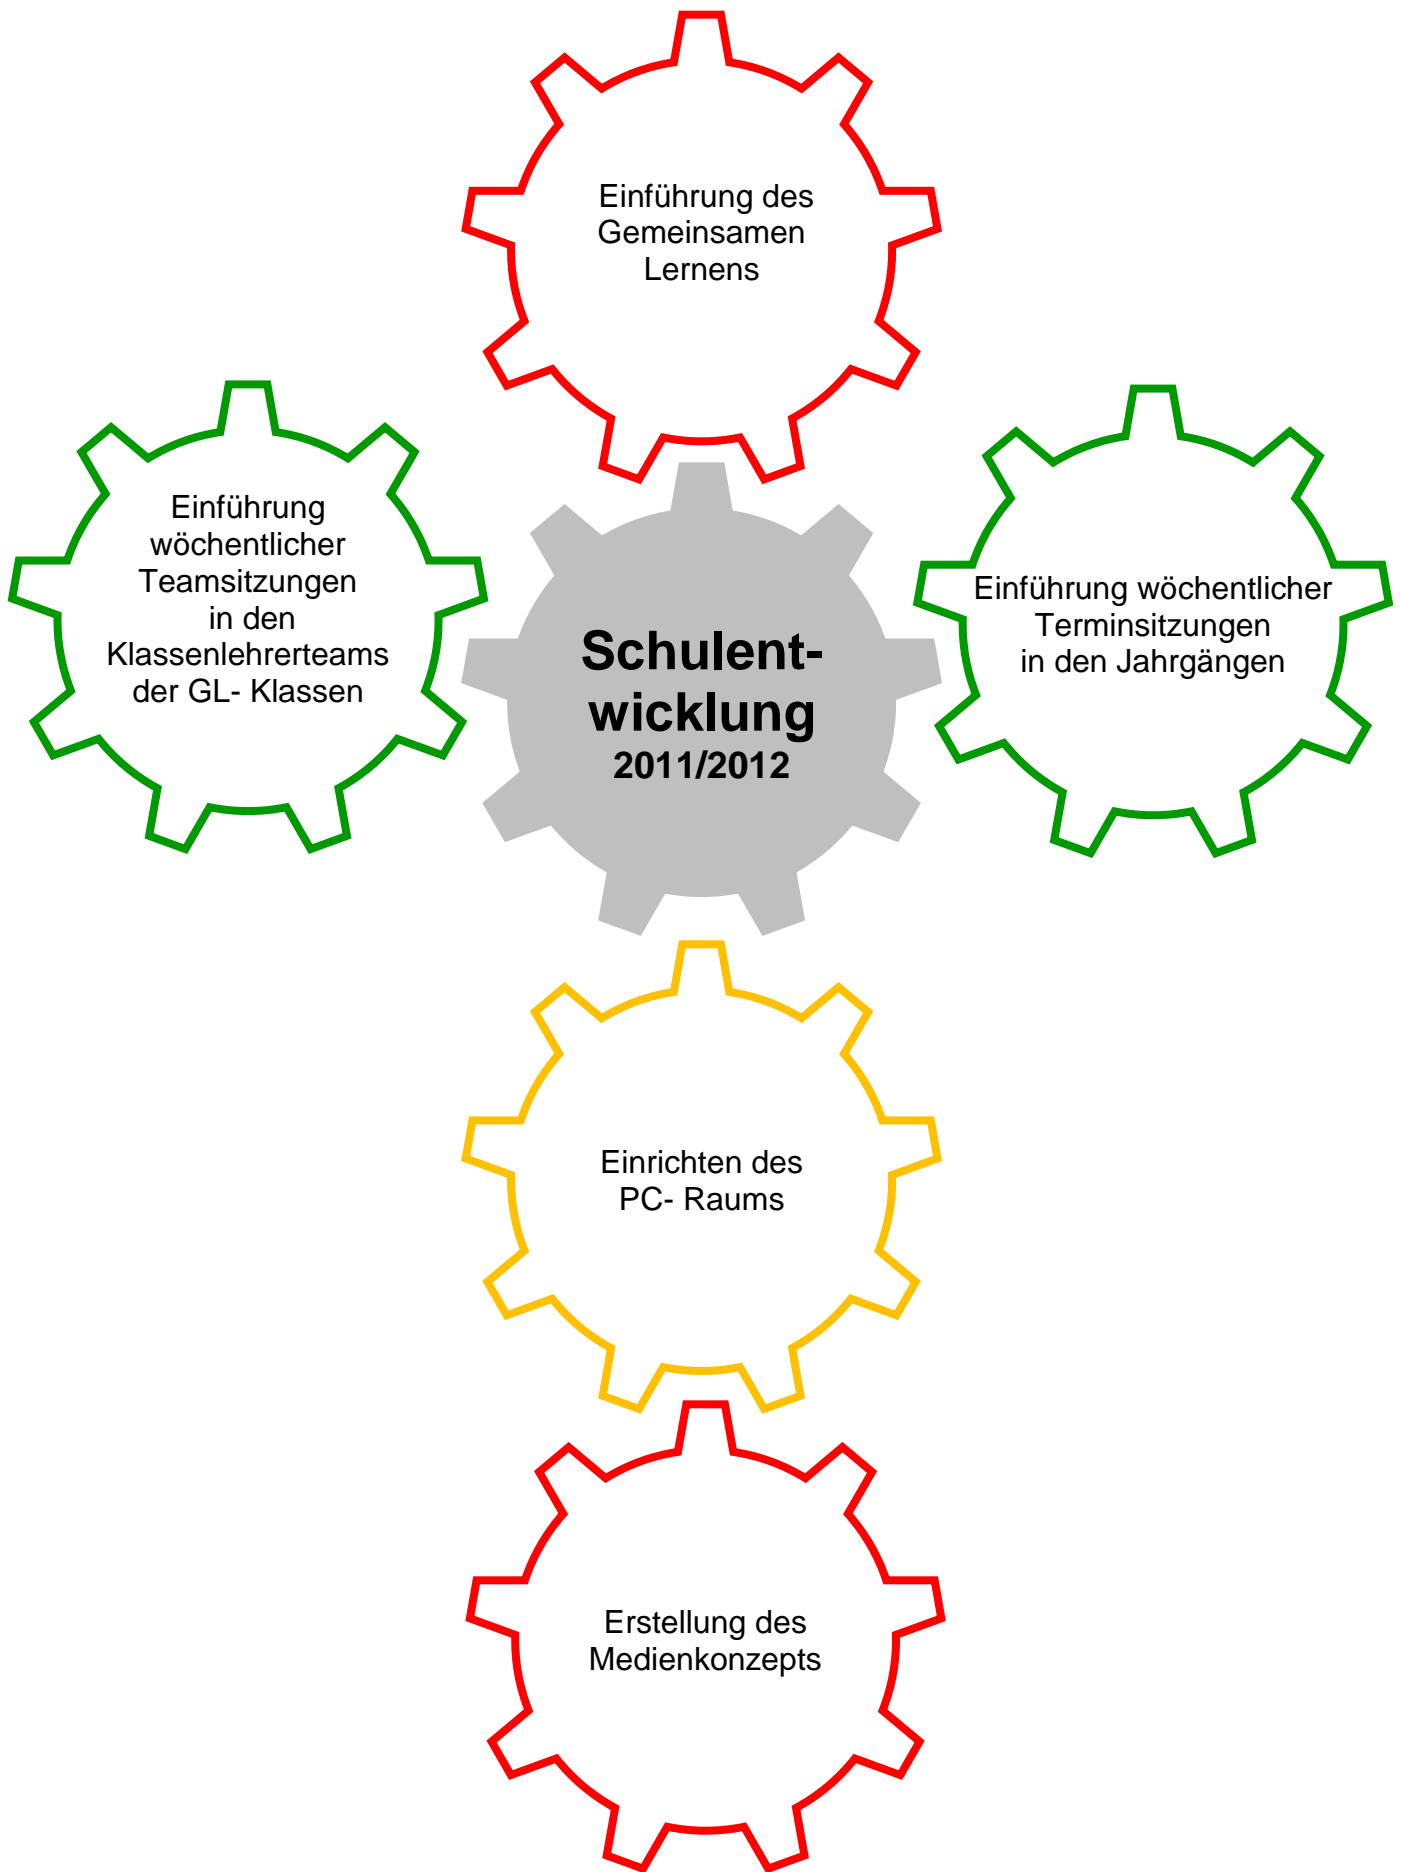 Einführung des
Gemeinsamen
Lernens
Einführung
wöchentlicher
Teamsitzungen
in den
Klassenlehrerteams
der GL- Klassen
Schulent-
wicklung
2011/2012
Einführung wöchentlicher
Terminsitzungen
in den Jahrgängen
Einrichten des
PC- Raums
Erstellung des
Medienkonzepts